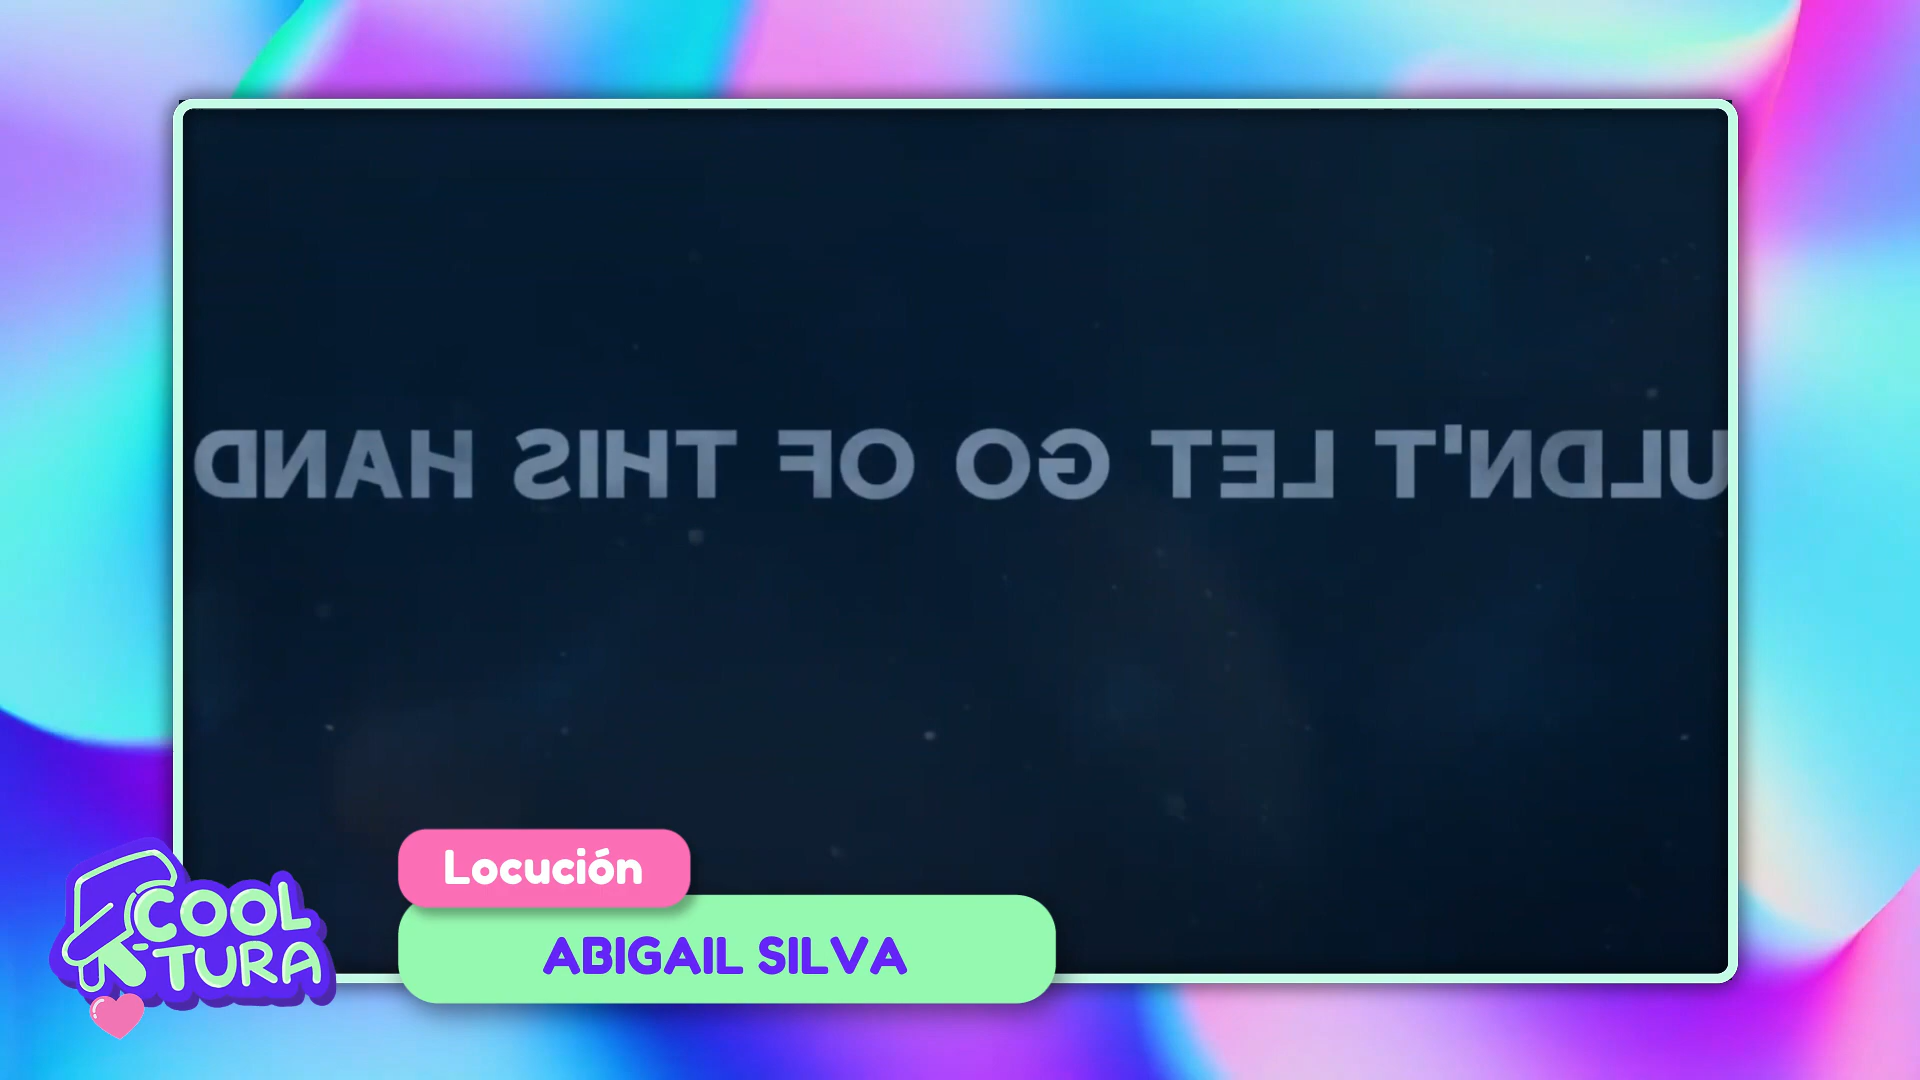 ULDN'T LET GO OF THIS HAND
Locución
ABIGAIL SILVA
COOL
TURA